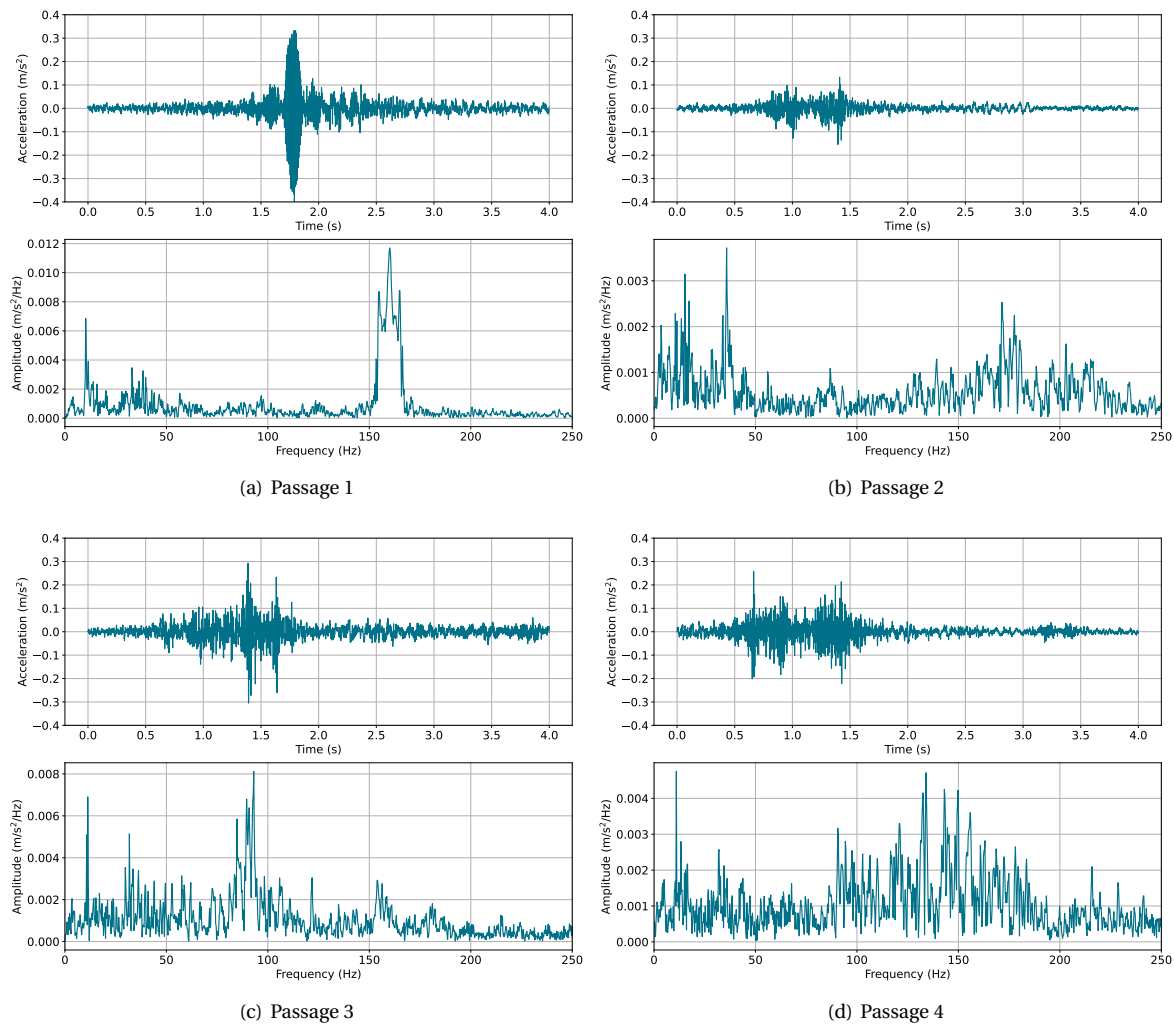 0.4
0.3
0.2
0.1
0.0
−0.1
−0.2
−0.3
−0.4
Acceleration (m/s²)
0.0 0.5 1.0 1.5 2.0 2.5 3.0 3.5 4.0
Time (s)
0.012
0.010
0.008
0.006
0.004
0.002
0.000
Amplitude (m/s²/Hz)
0 50 100 150 200 250
Frequency (Hz)
(a) Passage 1
0.4
0.3
0.2
0.1
0.0
−0.1
−0.2
−0.3
−0.4
Acceleration (m/s²)
0.0 0.5 1.0 1.5 2.0 2.5 3.0 3.5 4.0
Time (s)
0.003
0.002
0.001
0.000
Amplitude (m/s²/Hz)
0 50 100 150 200 250
Frequency (Hz)
(b) Passage 2
0.4
0.3
0.2
0.1
0.0
−0.1
−0.2
−0.3
−0.4
Acceleration (m/s²)
0.0 0.5 1.0 1.5 2.0 2.5 3.0 3.5 4.0
Time (s)
0.008
0.006
0.004
0.002
0.000
Amplitude (m/s²/Hz)
0 50 100 150 200 250
Frequency (Hz)
(c) Passage 3
0.4
0.3
0.2
0.1
0.0
−0.1
−0.2
−0.3
−0.4
Acceleration (m/s²)
0.0 0.5 1.0 1.5 2.0 2.5 3.0 3.5 4.0
Time (s)
0.004
0.003
0.002
0.001
0.000
Amplitude (m/s²/Hz)
0 50 100 150 200 250
Frequency (Hz)
(d) Passage 4